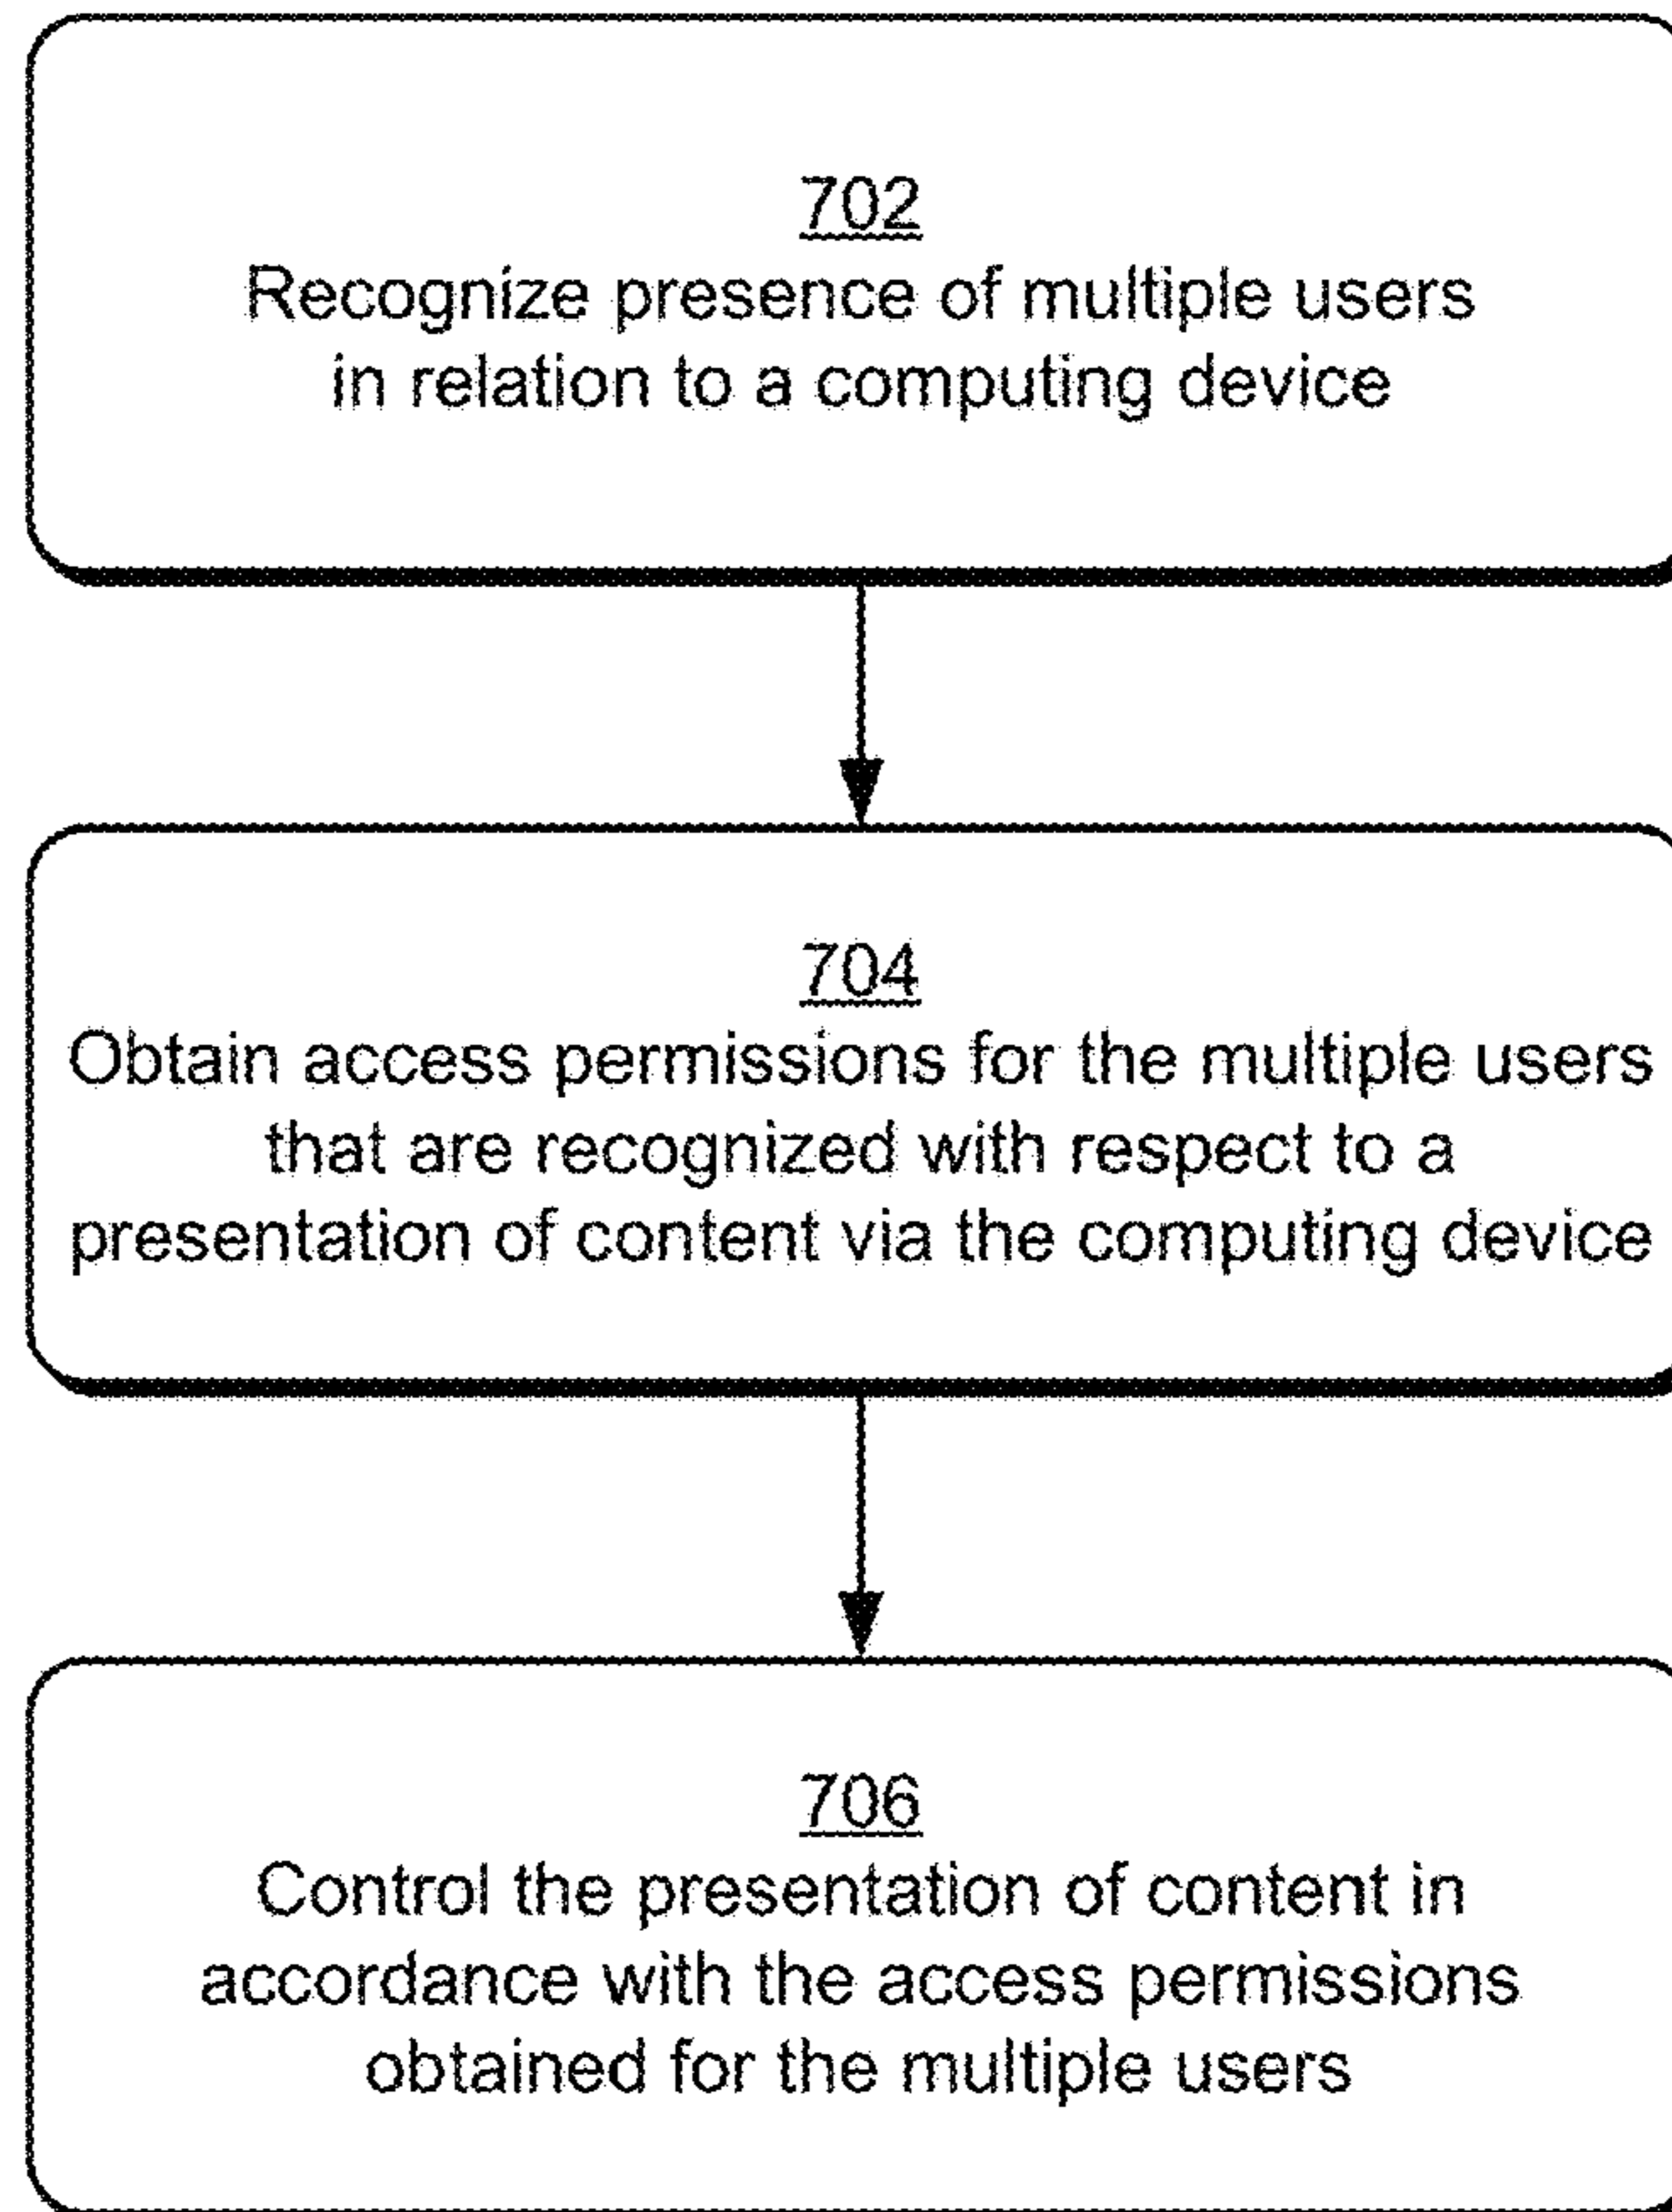 702
Recognize presence of multiple users
in relation to a computing device
704
Obtain access permissions for the multiple users
that are recognized with respect to a
presentation of content via the computing device
706
Control the presentation of content in
accordance with the access permissions
obtained for the multiple users